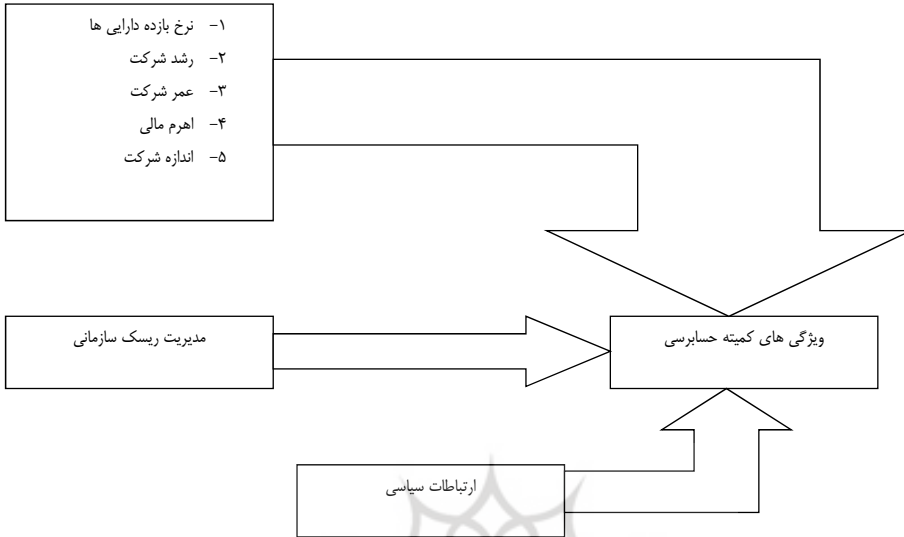 ۱- نرخ بازده دارایی ها
۲- رشد شرکت
۳- عمر شرکت
۴- اهرم مالی
۵- اندازه شرکت
ویژگی های کمیته حسابرسی
مدیریت ریسک سازمانی
ارتباطات سیاسی